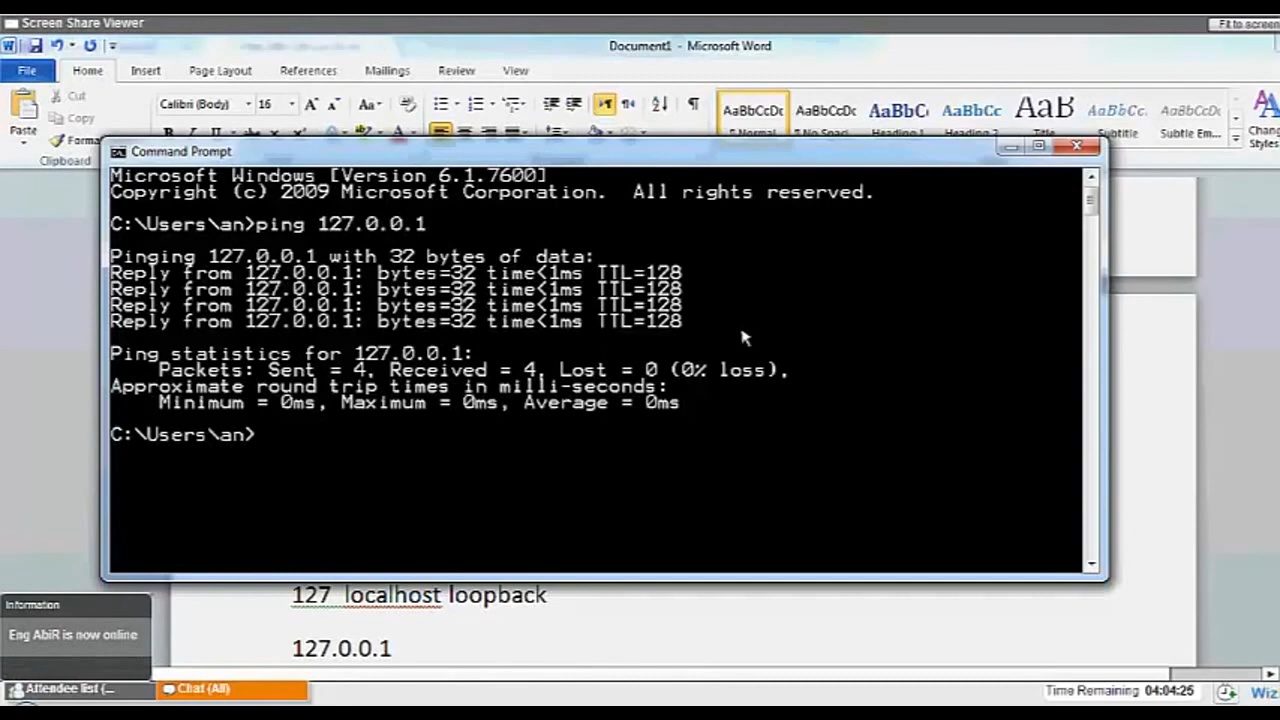 Screen Share Viewer
Fit to screen
Document1 - Microsoft Word
File Home Insert Page Layout References Mailings Review View
Cut
Copy
Paste
Clipboard
Calibri (Body) 16
AaBbCcDc AaBbCcDc AaBbC AaBbCc AaB AaBbCc. AaBbCcDc
Title Subtitle Subtle Em...
Change
Styles
Command Prompt
Microsoft Windows [Version 6.1.7600]
Copyright (c) 2009 Microsoft Corporation. All rights reserved.
C:\Users\an>ping 127.0.0.1
Pinging 127.0.0.1 with 32 bytes of data:
Reply from 127.0.0.1: bytes=32 time<1ms TTL=128
Reply from 127.0.0.1: bytes=32 time<1ms TTL=128
Reply from 127.0.0.1: bytes=32 time<1ms TTL=128
Reply from 127.0.0.1: bytes=32 time<1ms TTL=128
Ping statistics for 127.0.0.1:
Packets: Sent = 4, Received = 4, Lost = 0 (0% loss),
Approximate round trip times in milli-seconds:
Minimum = 0ms, Maximum = 0ms, Average = 0ms
C:\Users\an>
127 localhost loopback
127.0.0.1
Information
Eng AbiR is now online
Attendee list (...
Chat (All)
Time Remaining 04:04:25
Wiz